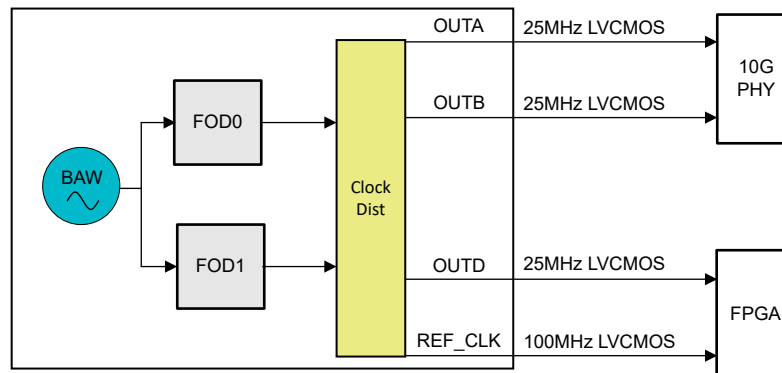 OUTA
25MHz LVCMOS
10G
PHY
FOD0
OUTB
25MHz LVCMOS
BAW
Clock
Dist
FOD1
OUTD
25MHz LVCMOS
FPGA
REF_CLK
100MHz LVCMOS